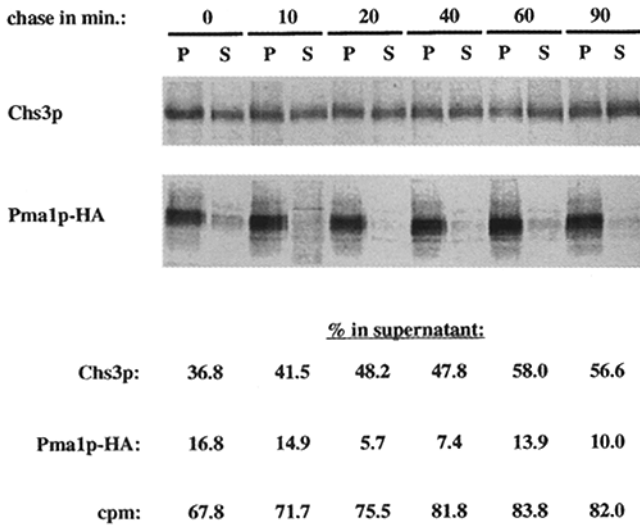 chase in min.: 0 10 20 40 60 90
P S P S P S P S P S P S
Chs3p
Pma1p-HA
% in supernatant:
Chs3p: 36.8 41.5 48.2 47.8 58.0 56.6
Pma1p-HA: 16.8 14.9 5.7 7.4 13.9 10.0
cpm: 67.8 71.7 75.5 81.8 83.8 82.0